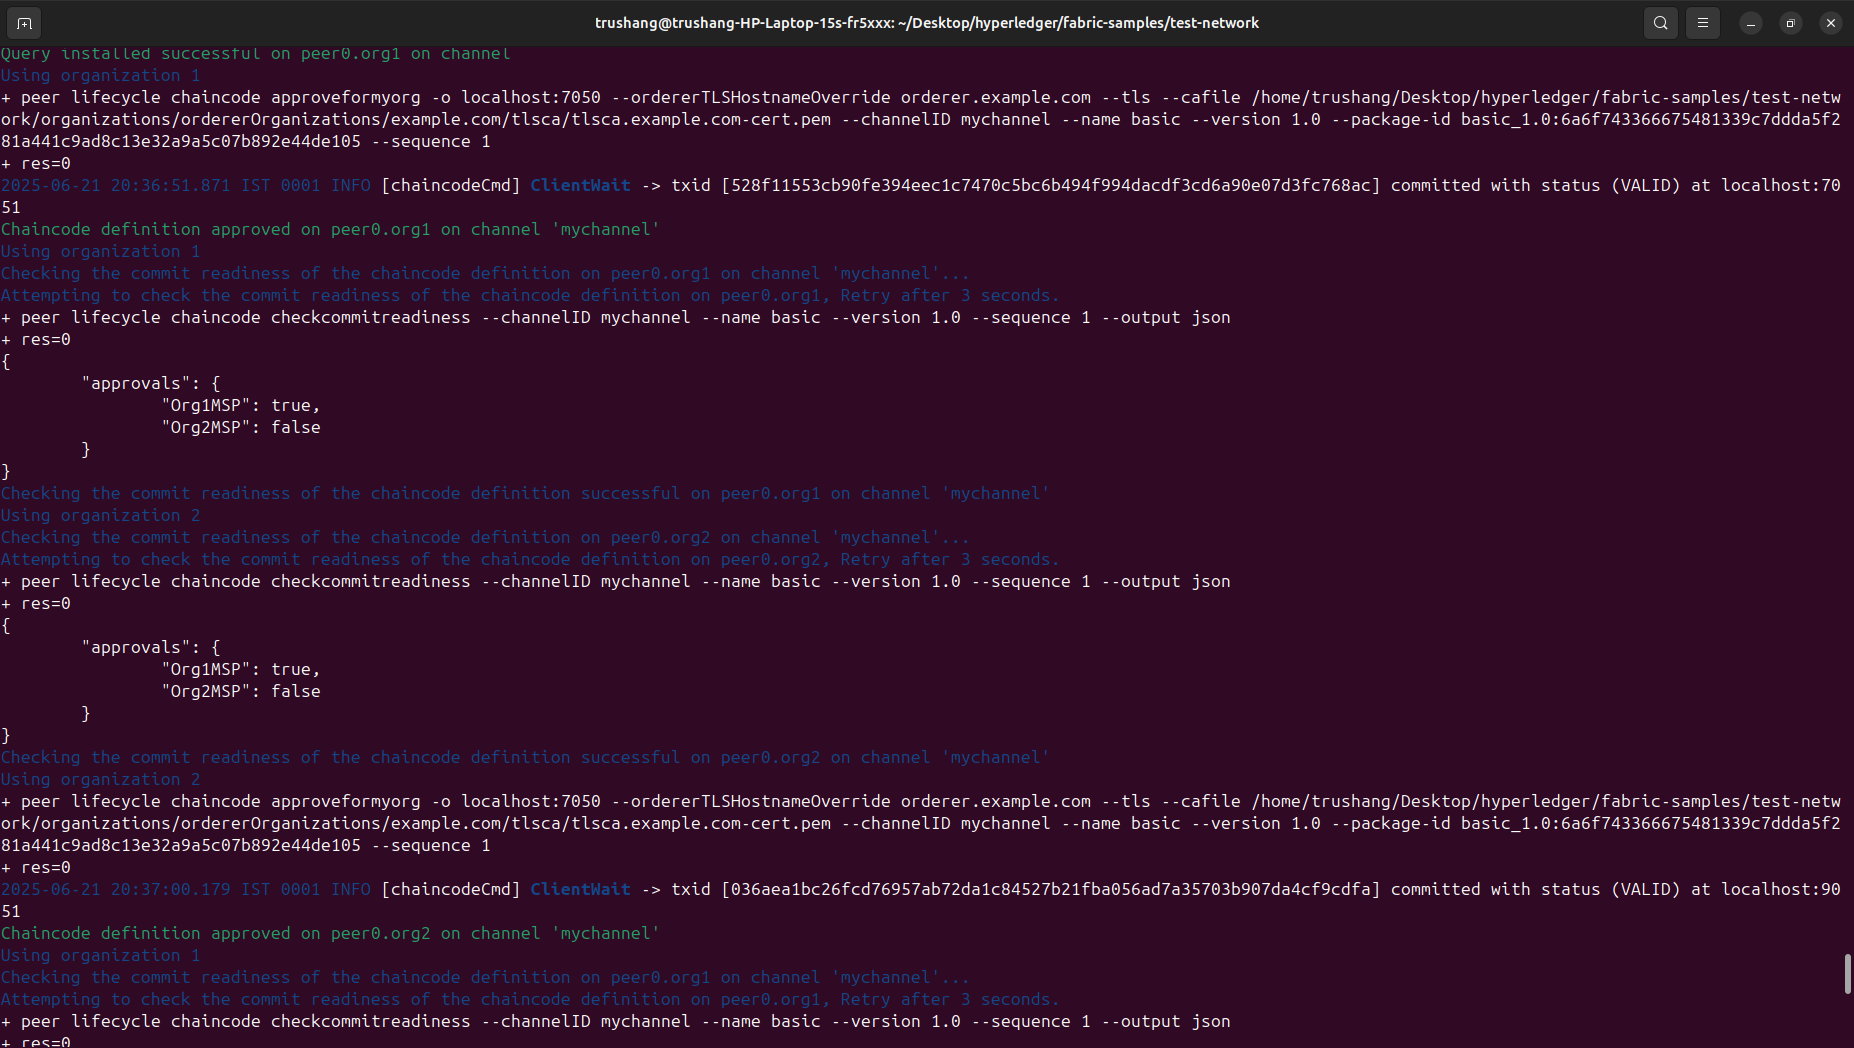 trushang@trushang-HP-Laptop-15s-fr5xxx: ~/Desktop/hyperledger/fabric-samples/test-network
Query installed successful on peer0.org1 on channel
Using organization 1
+ peer lifecycle chaincode approveformyorg -o localhost:7050 --ordererTLSHostnameOverride orderer.example.com --tls --cafile /home/trushang/Desktop/hyperledger/fabric-samples/test-netw
ork/organizations/ordererOrganizations/example.com/tlsca/tlsca.example.com-cert.pem --channelID mychannel --name basic --version 1.0 --package-id basic_1.0:6a6f743366675481339c7ddda5f2
81a441c9ad8c13e32a9a5c07b892e44de105 --sequence 1
+ res=0
2025-06-21 20:36:51.871 IST 0001 INFO [chaincodeCmd] ClientWait -> txid [528f11553cb90fe394eec1c7470c5bc6b494f994dacdf3cd6a90e07d3fc768ac] committed with status (VALID) at localhost:70
51
Chaincode definition approved on peer0.org1 on channel 'mychannel'
Using organization 1
Checking the commit readiness of the chaincode definition on peer0.org1 on channel 'mychannel'...
Attempting to check the commit readiness of the chaincode definition on peer0.org1, Retry after 3 seconds.
+ peer lifecycle chaincode checkcommitreadiness --channelID mychannel --name basic --version 1.0 --sequence 1 --output json
+ res=0
{
"approvals": {
"Org1MSP": true,
"Org2MSP": false
}
}
Checking the commit readiness of the chaincode definition successful on peer0.org1 on channel 'mychannel'
Using organization 2
Checking the commit readiness of the chaincode definition on peer0.org2 on channel 'mychannel'...
Attempting to check the commit readiness of the chaincode definition on peer0.org2, Retry after 3 seconds.
+ peer lifecycle chaincode checkcommitreadiness --channelID mychannel --name basic --version 1.0 --sequence 1 --output json
+ res=0
{
"approvals": {
"Org1MSP": true,
"Org2MSP": false
}
}
Checking the commit readiness of the chaincode definition successful on peer0.org2 on channel 'mychannel'
Using organization 2
+ peer lifecycle chaincode approveformyorg -o localhost:7050 --ordererTLSHostnameOverride orderer.example.com --tls --cafile /home/trushang/Desktop/hyperledger/fabric-samples/test-netw
ork/organizations/ordererOrganizations/example.com/tlsca/tlsca.example.com-cert.pem --channelID mychannel --name basic --version 1.0 --package-id basic_1.0:6a6f743366675481339c7ddda5f2
81a441c9ad8c13e32a9a5c07b892e44de105 --sequence 1
+ res=0
2025-06-21 20:37:00.179 IST 0001 INFO [chaincodeCmd] ClientWait -> txid [036aea1bc26fcd76957ab72da1c84527b21fba056ad7a35703b907da4cf9cdfa] committed with status (VALID) at localhost:90
51
Chaincode definition approved on peer0.org2 on channel 'mychannel'
Using organization 1
Checking the commit readiness of the chaincode definition on peer0.org1 on channel 'mychannel'...
Attempting to check the commit readiness of the chaincode definition on peer0.org1, Retry after 3 seconds.
+ peer lifecycle chaincode checkcommitreadiness --channelID mychannel --name basic --version 1.0 --sequence 1 --output json
+ res=0